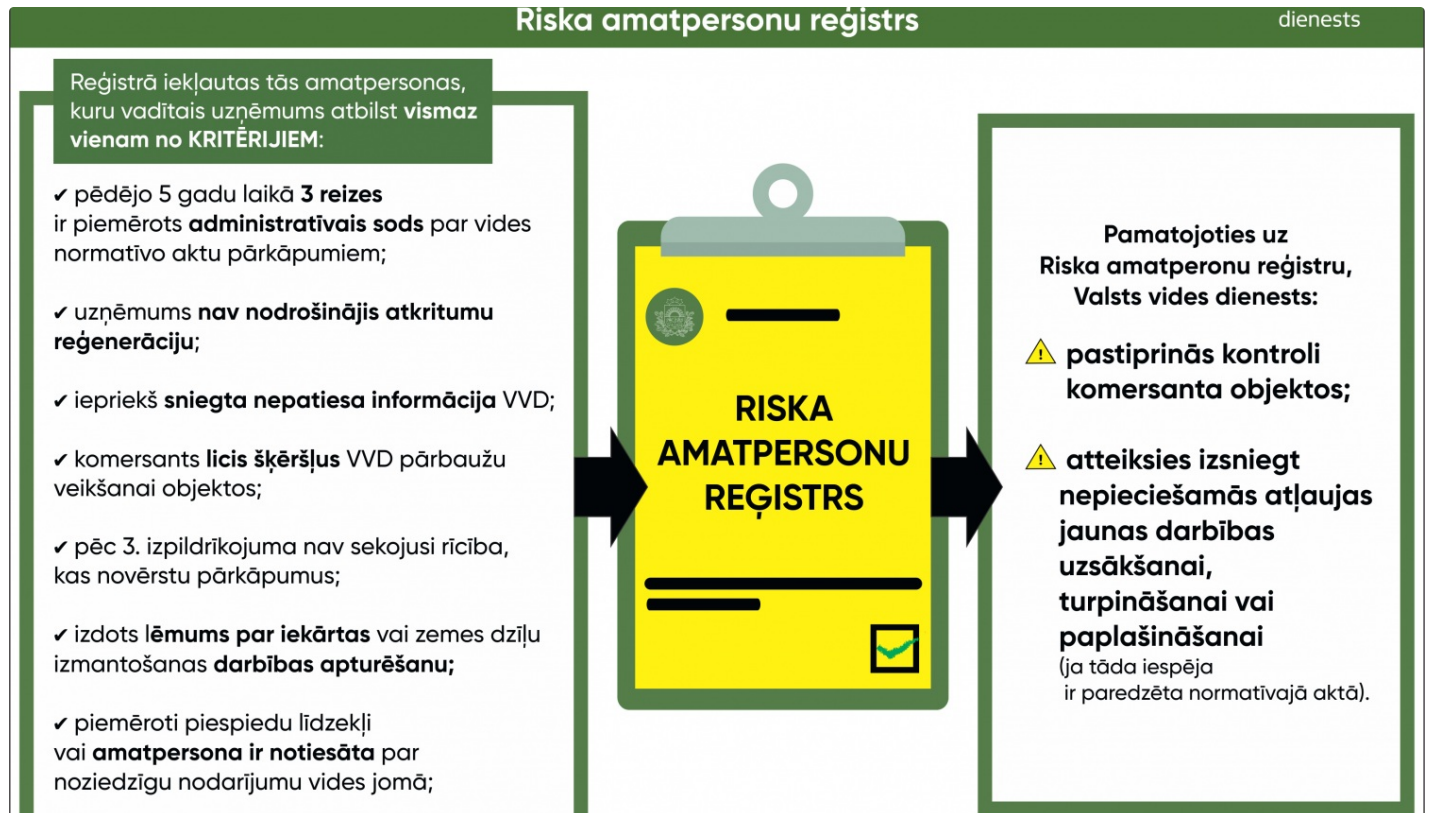 Riska amatpersonu reģistrs
dienests
Reģistrā iekļautas tās amatpersonas,
kuru vadītais uzņēmums atbilst vismaz
vienam no KRITĒRIJIEM:
✔ pēdējo 5 gadu laikā 3 reizes
ir piemērots administratīvais sods par vides
normatīvo aktu pārkāpumiem;
✔ uzņēmums nav nodrošinājis atkritumu
reģenerāciju;
✔ iepriekš sniegta nepatiesa informācija VVD;
✔ komersants licis šķēršļus VVD pārbaužu
veikšanai objektos;
✔ pēc 3. izpildrīkojuma nav sekojusi rīcība,
kas novērstu pārkāpumus;
✔ izdots lēmums par iekārtas vai zemes dzīļu
izmantošanas darbības apturēšanu;
✔ piemēroti piespiedu līdzekļi
vai amatpersona ir notiesāta par
noziedzīgu nodarījumu vides jomā;
RISKA
AMATPERSONU
REĢISTRS
Pamatojoties uz
Riska amatperonu reģistru,
Valsts vides dienests:
pastiprinās kontroli
komersanta objektos;
atteiksies izsniegt
nepieciešamās atļaujas
jaunas darbības
uzsākšanai,
turpināšanai vai
paplašināšanai
(ja tāda iespēja
ir paredzēta normatīvajā aktā).